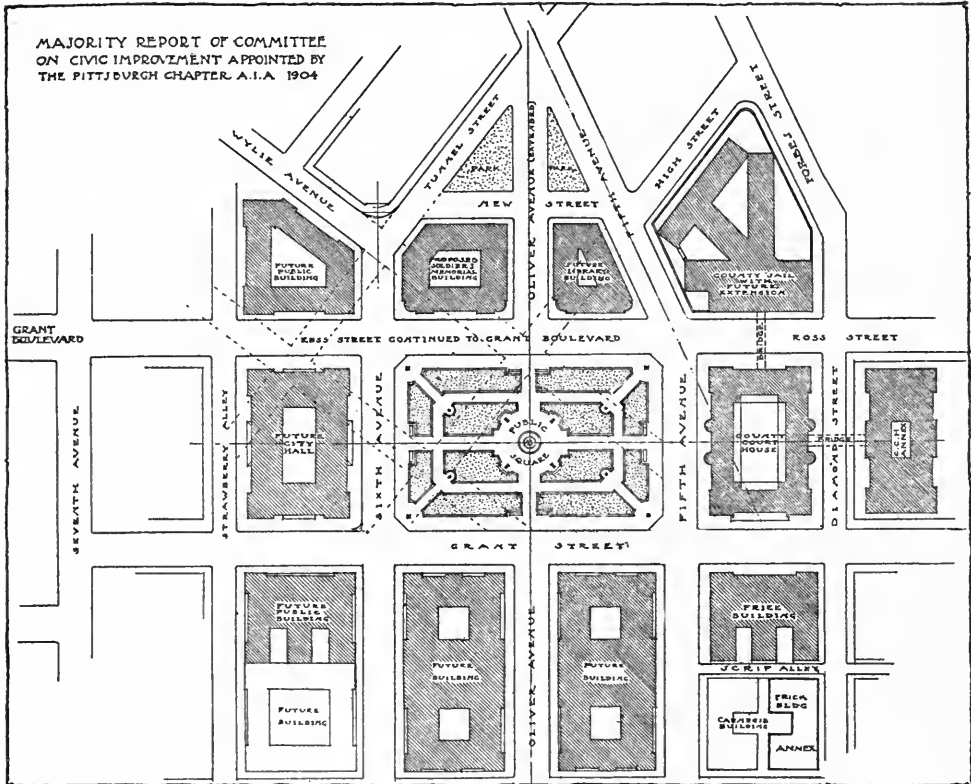 MAJORITY REPORT OF COMMITTEE
ON CIVIC IMPROVEMENT APPOINTED BY
THE PITTSBURGH CHAPTER A.I.A. 1904
WYLIE AVENUE
TUNNEL STREET
PARK
OLIVER AVENUE (EXTENDED)
PARK
FIFTH AVENUE
HIGH STREET
FORBES STREET
NEW STREET
FUTURE
PUBLIC
BUILDING
PROPOSED
SOLDIERS
MEMORIAL
BUILDING
FUTURE
LIBRARY
BUILDING
COUNTY JAIL
WITH
FUTURE
EXTENSION
GRANT
BOULEVARD
ROSS STREET CONTINUED TO GRANT BOULEVARD
BRIDGE
ROSS STREET
SEVENTH AVENUE
STRAWBERRY ALLEY
FUTURE
CITY
HALL
SIXTH AVENUE
PUBLIC
SQUARE
FIFTH AVENUE
COUNTY
COURT
HOUSE
DIAMOND STREET
BRIDGE
C.C.H
ANNEX
GRANT STREET
FUTURE
PUBLIC
BUILDING
FUTURE
BUILDING
FUTURE
BUILDING
OLIVER AVENUE
FUTURE
BUILDING
FRICK
BUILDING
SCRIP ALLEY
CARNEGIE
BUILDING
FRICK
BLDG
ANNEX